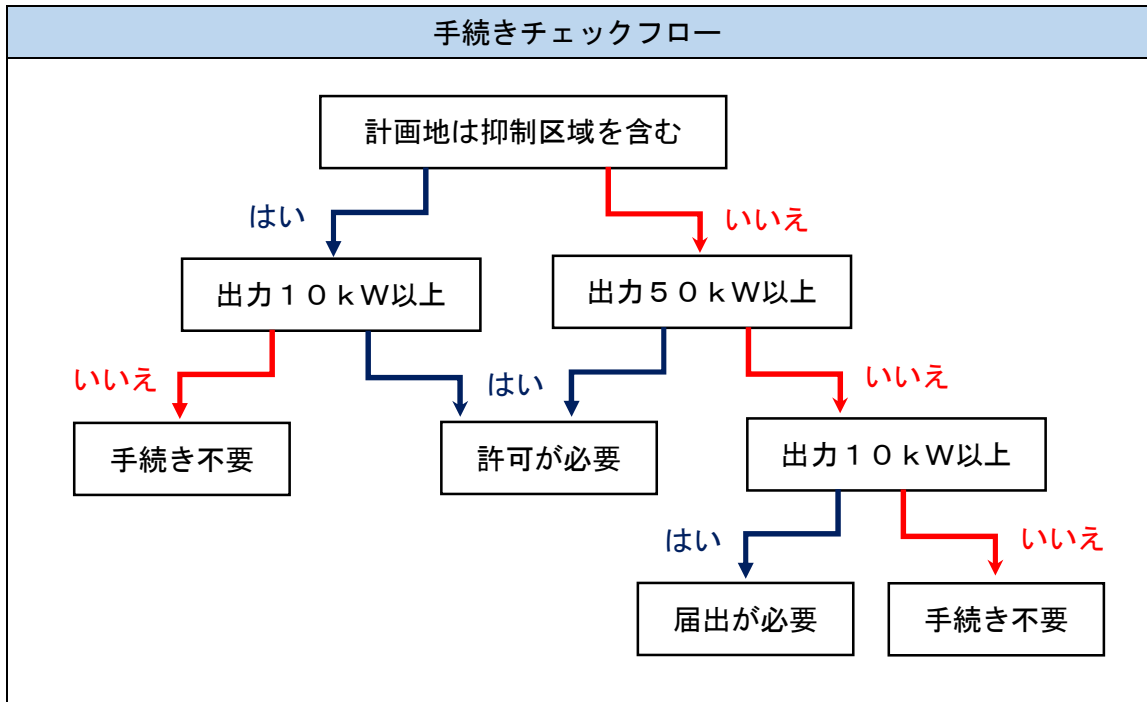 手続きチェックフロー
計画地は抑制区域を含む
はい
いいえ
出力１０ｋＷ以上
出力５０ｋＷ以上
いいえ
はい
いいえ
手続き不要
許可が必要
出力１０ｋＷ以上
はい
いいえ
届出が必要
手続き不要